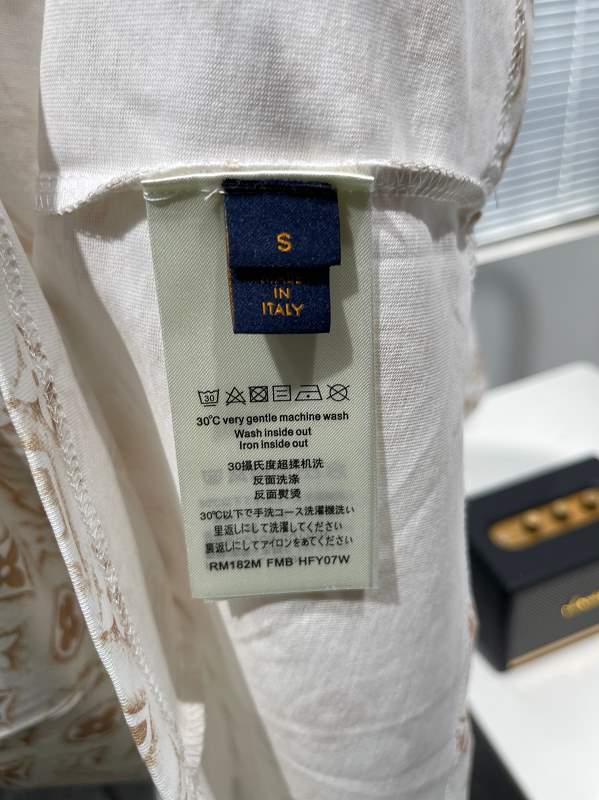 S
MADE
IN
ITALY
30
30℃ very gentle machine wash
Wash inside out
Iron inside out
30攝氏度超揉机洗
反面洗涤
反面熨烫
30℃以下で手洗コース洗濯機洗い
里返しにして洗濯してください
裏返しにしてアイロンをあてください
RM182M FMB HFY07W